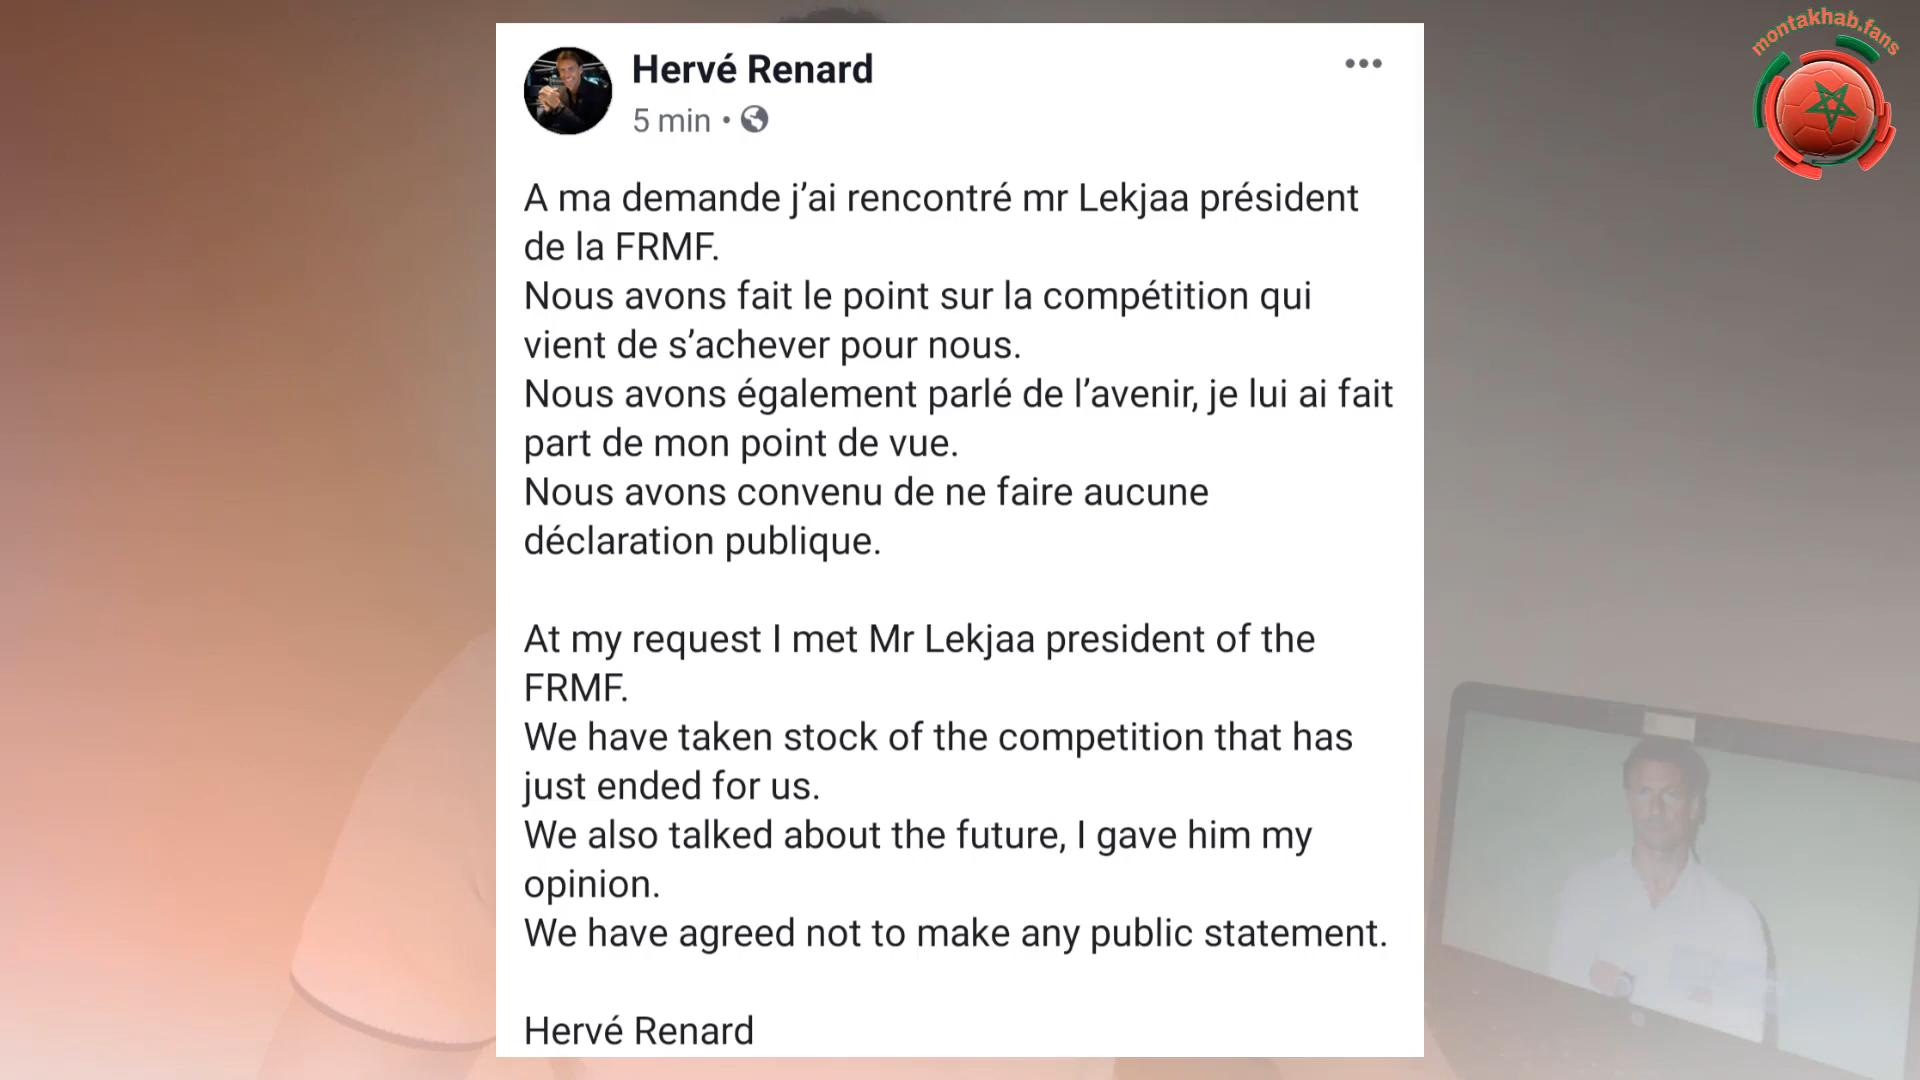 montakhab.fans
Hervé Renard
5 min •
A ma demande j’ai rencontré mr Lekjaa président
de la FRMF.
Nous avons fait le point sur la compétition qui
vient de s’achever pour nous.
Nous avons également parlé de l’avenir, je lui ai fait
part de mon point de vue.
Nous avons convenu de ne faire aucune
déclaration publique.
At my request I met Mr Lekjaa president of the
FRMF.
We have taken stock of the competition that has
just ended for us.
We also talked about the future, I gave him my
opinion.
We have agreed not to make any public statement.
Hervé Renard